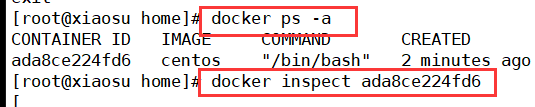 exit
[root@xiaosu home]# docker ps -a
CONTAINER ID   IMAGE     COMMAND       CREATED
ada8ce224fd6   centos    "/bin/bash"   2 minutes ago
[root@xiaosu home]# docker inspect ada8ce224fd6
[